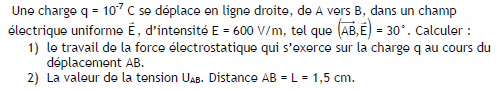 Une charge q = 10⁻⁷ C se déplace en ligne droite, de A vers B, dans un champ
électrique uniforme E⃗, d'intensité E = 600 V/m, tel que (AB⃗,E⃗) = 30°. Calculer :
1) le travail de la force électrostatique qui s'exerce sur la charge q au cours du
déplacement AB.
2) La valeur de la tension UAB. Distance AB = L = 1,5 cm.